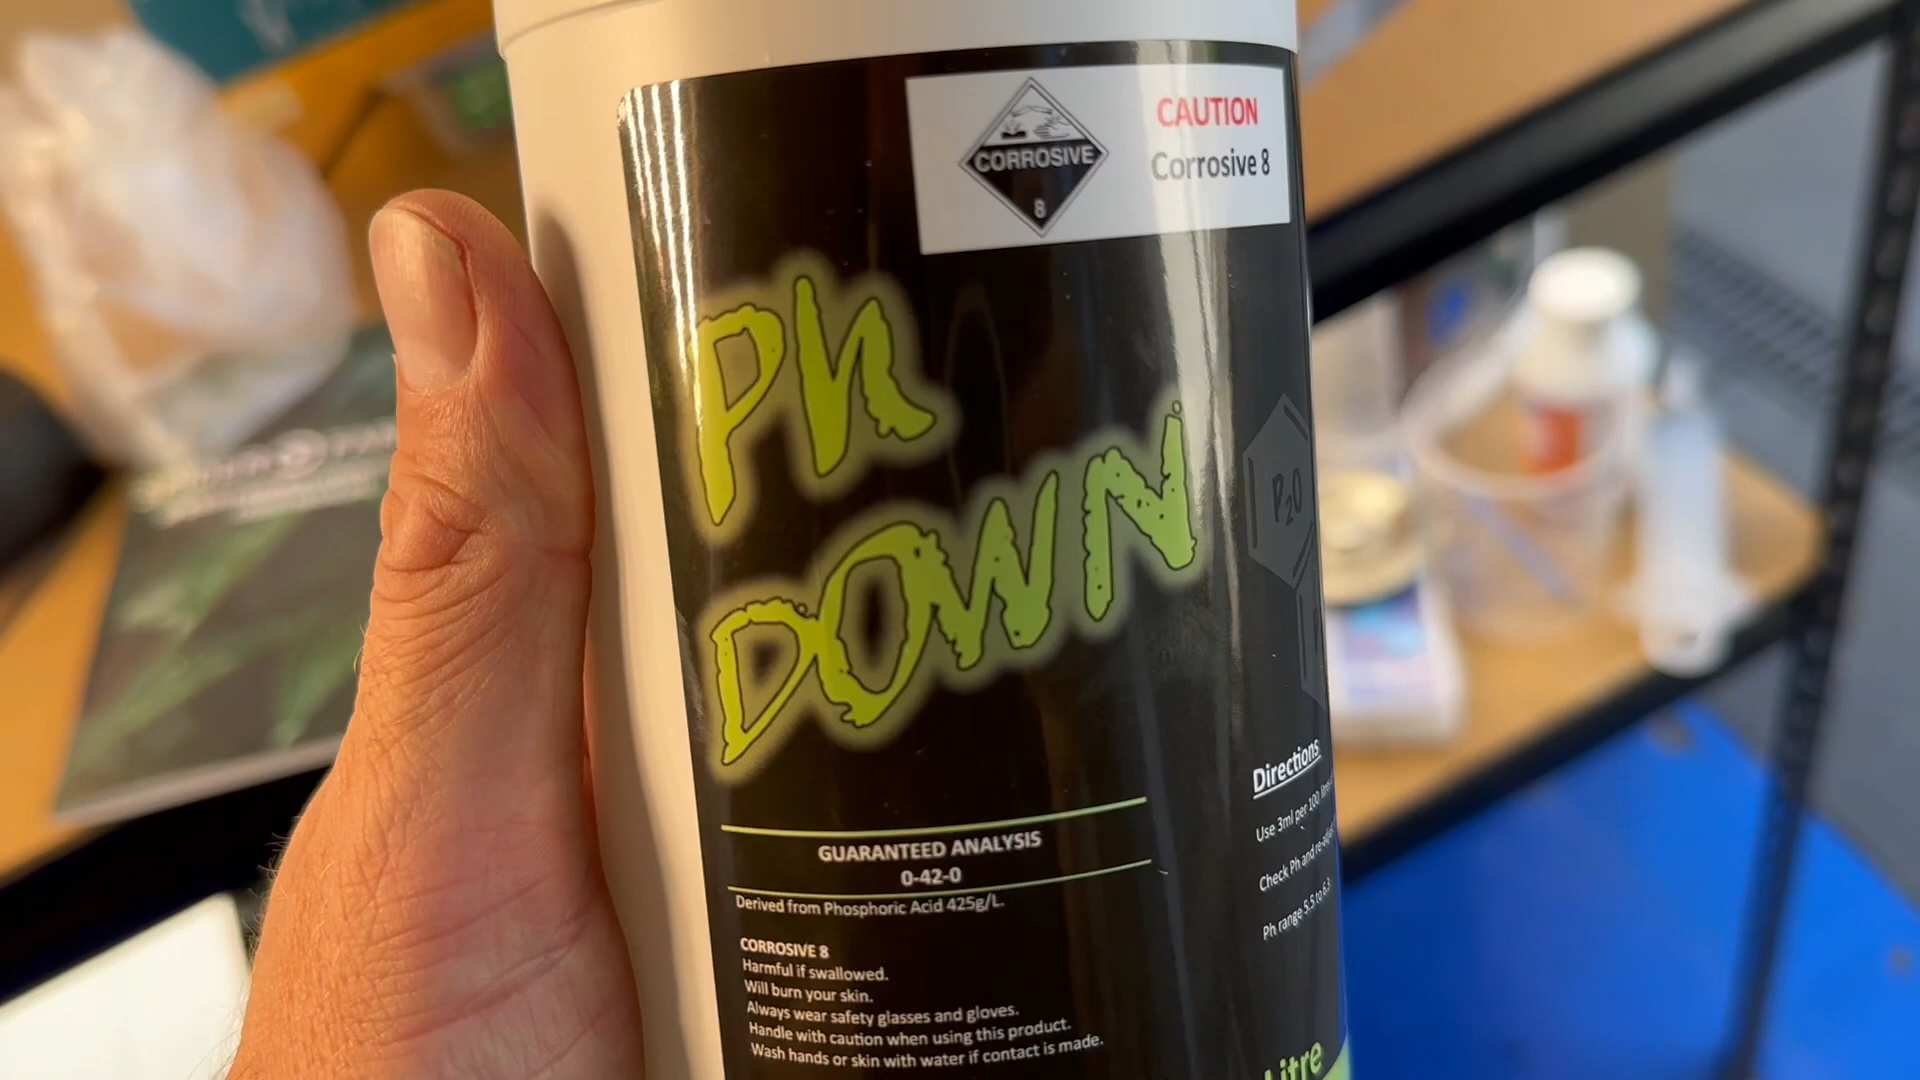 CAUTION
Corrosive 8
CORROSIVE
8
Ph
DOWN
P20
GUARANTEED ANALYSIS
0-42-0
Derived from Phosphoric Acid 425g/L.
CORROSIVE 8
Harmful if swallowed.
Will burn your skin.
Always wear safety glasses and gloves.
Handle with caution when using this product.
Wash hands or skin with water if contact is made.
Directions
Use 3ml per 100
Check Ph and
Ph range 5.5 to 6.3
Litre